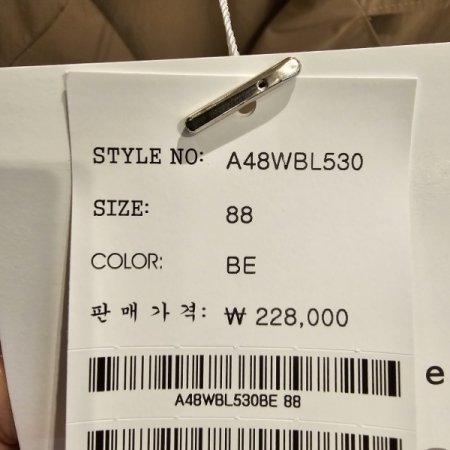 STYLE NO: A48WBL530
SIZE: 88
COLOR: BE
판매가격: ₩ 228,000
A48WBL530BE 88
e